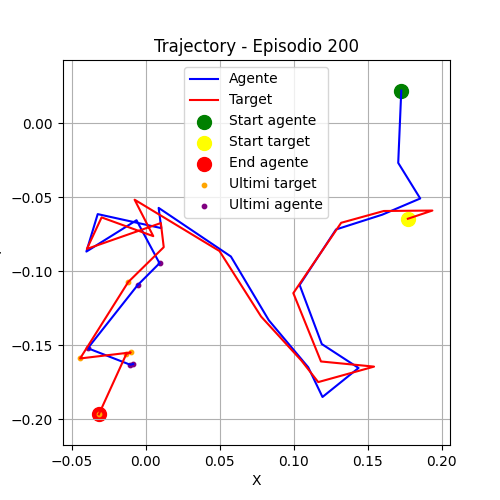 Trajectory - Episodio 200
Agente
Target
Start agente
Start target
End agente
Ultimi target
Ultimi agente
0.00
−0.05
−0.10
−0.15
−0.20
−0.05
0.00
0.05
0.10
0.15
0.20
X